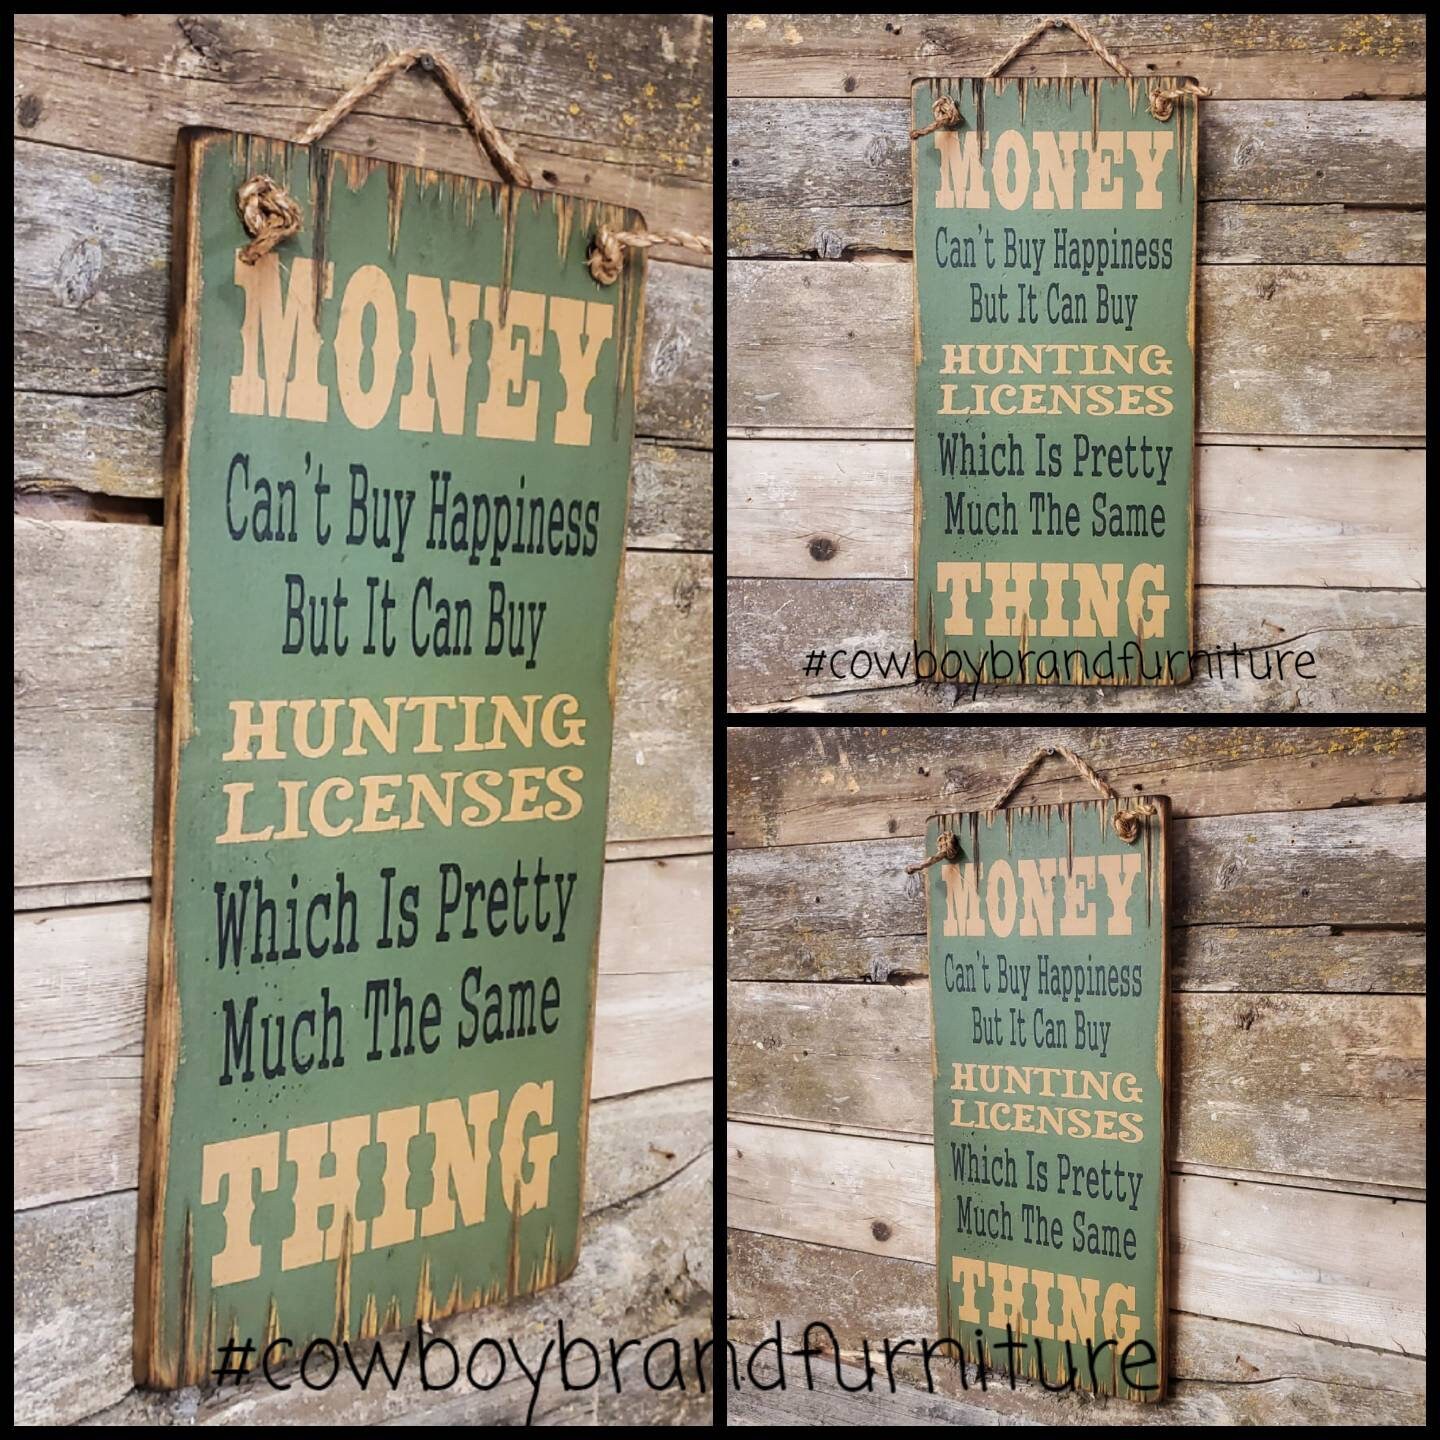 MONEY
Can't Buy Happiness
But It Can Buy
HUNTING
LICENSES
Which Is Pretty
Much The Same
THING
MONEY
Can't Buy Happiness
But It Can Buy
HUNTING
LICENSES
Which Is Pretty
Much The Same
THING
#cowboybrandfurniture
MONEY
Can't Buy Happiness
But It Can Buy
HUNTING
LICENSES
Which Is Pretty
Much The Same
THING
#cowboybrandfurniture